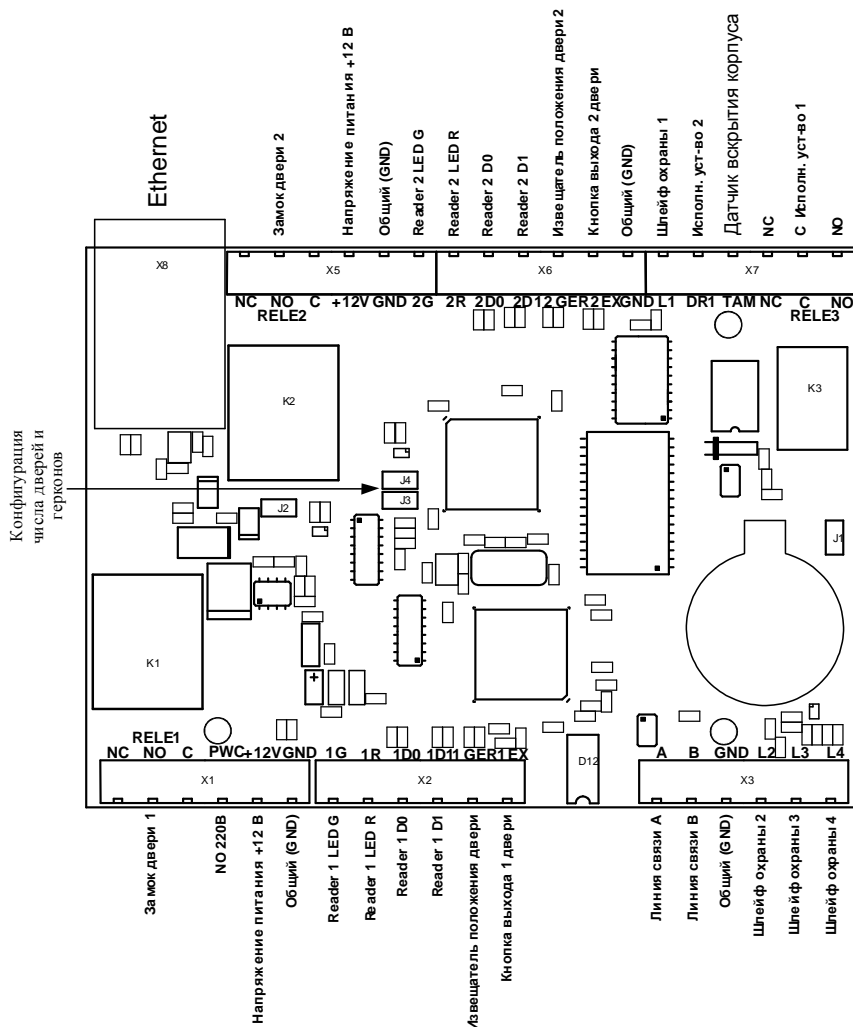 Ethernet
Замок двери 2
Напряжение питания +12 В
Общий (GND)
Reader 2 LED G
Reader 2 LED R
Reader 2 D0
Reader 2 D1
Извещатель положения двери 2
Кнопка выхода 2 двери
Общий (GND)
Шлейф охраны 1
Исполн. уст-во 2
Датчик вскрытия корпуса
NC
C Исполн. уст-во 1
NO
X8
X5
X6
X7
NC NO C +12V GND 2G 2R 2D0 2D1 2GER 2EX GND L1 DR1 TAM NC C NO
RELE2
RELE3
K2
K3
Конфигурация
числа дверей и
герконов
J4
J3
J2
J1
K1
+
RELE1
NC NO C PWC +12V GND 1G 1R 1D0 1D1 1GER 1EX
D12
A B GND L2 L3 L4
X1
X2
X3
Замок двери 1
NO 220В
Напряжение питания +12 В
Общий (GND)
Reader 1 LED G
Reader 1 LED R
Reader 1 D0
Reader 1 D1
Извещатель положения двери
Кнопка выхода 1 двери
Линия связи A
Линия связи B
Общий (GND)
Шлейф охраны 2
Шлейф охраны 3
Шлейф охраны 4